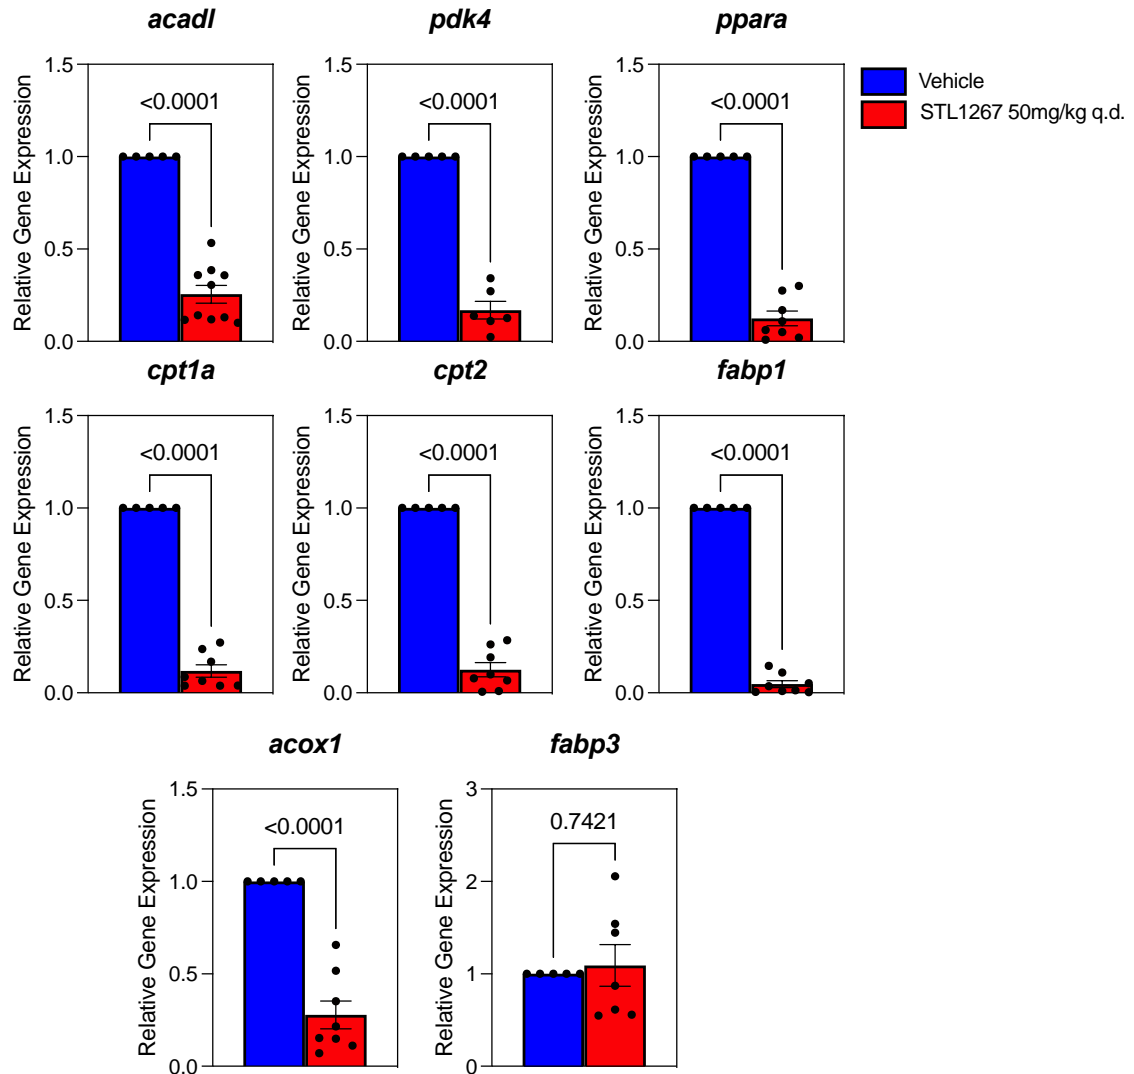 acadl
pdk4
ppara
Relative Gene Expression
1.5
1.0
0.5
0.0
<0.0001
Relative Gene Expression
1.5
1.0
0.5
0.0
<0.0001
Relative Gene Expression
1.5
1.0
0.5
0.0
<0.0001
Vehicle
STL1267 50mg/kg q.d.
cpt1a
cpt2
fabp1
Relative Gene Expression
1.5
1.0
0.5
0.0
<0.0001
Relative Gene Expression
1.5
1.0
0.5
0.0
<0.0001
Relative Gene Expression
1.5
1.0
0.5
0.0
<0.0001
acox1
fabp3
Relative Gene Expression
1.5
1.0
0.5
0.0
<0.0001
Relative Gene Expression
3
2
1
0
0.7421